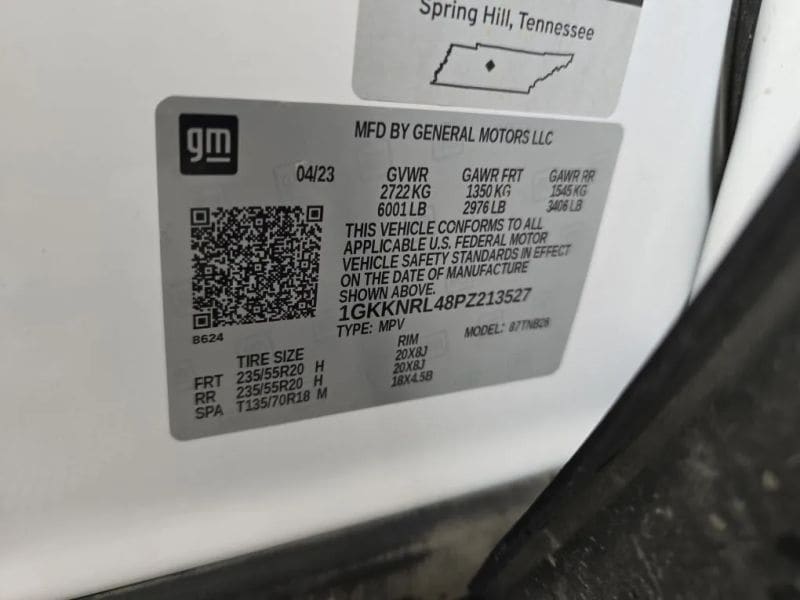 Spring Hill, Tennessee
gm
MFD BY GENERAL MOTORS LLC
04/23 GVWR GAWR FRT GAWR RR
2722 KG 1350 KG 1545 KG
6001 LB 2976 LB 3406 LB
THIS VEHICLE CONFORMS TO ALL
APPLICABLE U.S. FEDERAL MOTOR
VEHICLE SAFETY STANDARDS IN EFFECT
ON THE DATE OF MANUFACTURE
SHOWN ABOVE.
1GKKNRL48PZ213527
TYPE: MPV MODEL: 87TNB26
8624
TIRE SIZE RIM
FRT 235/55R20 H 20X8J
RR 235/55R20 H 20X8J
SPA T135/70R18 M 18X4.5B